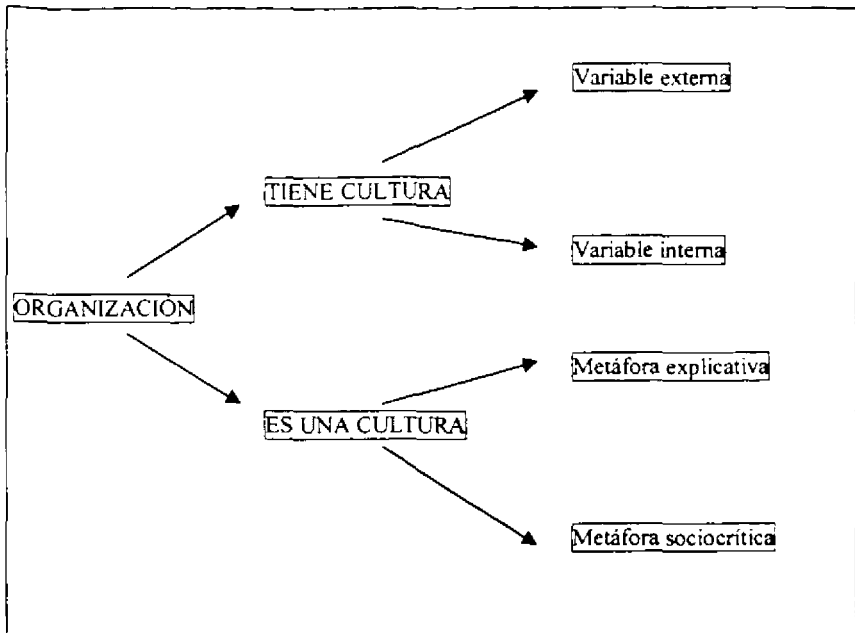 Variable externa
TIENE CULTURA
Variable interna
ORGANIZACIÓN
Metáfora explicativa
ES UNA CULTURA
Metáfora sociocrítica